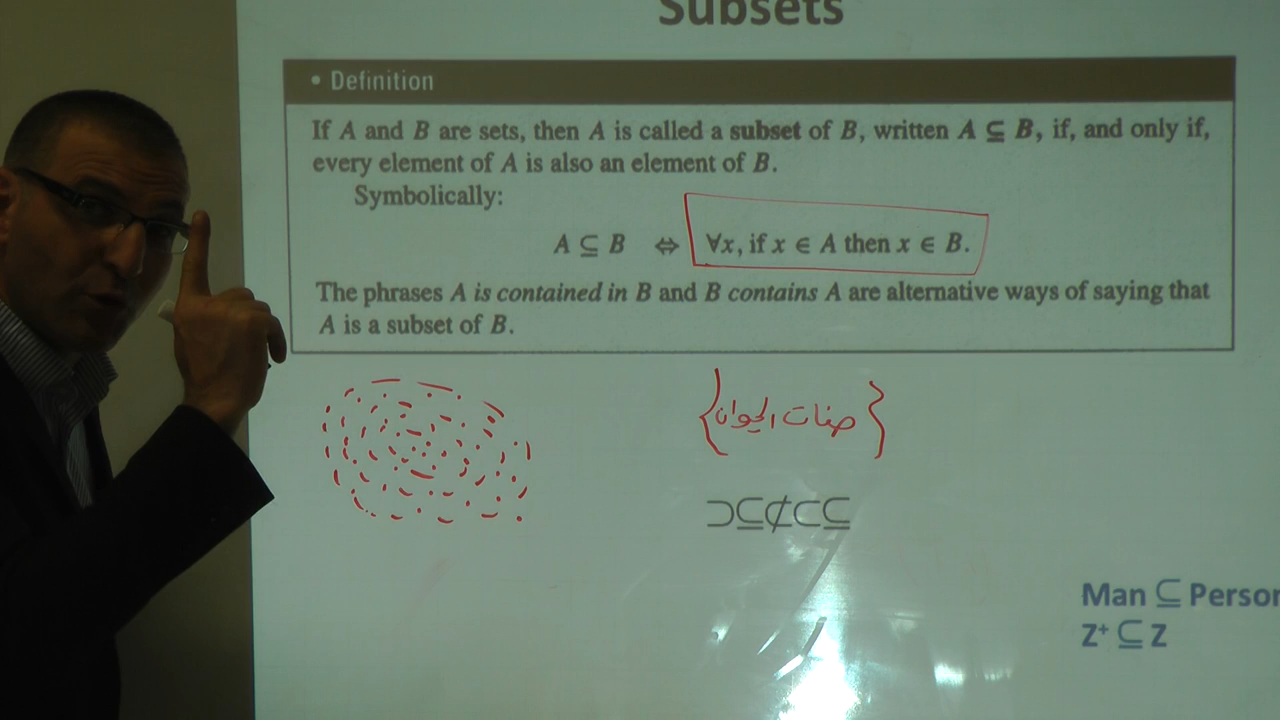 Subsets
• Definition
If A and B are sets, then A is called a subset of B, written A ⊆ B, if, and only if,
every element of A is also an element of B.
Symbolically:
A ⊆ B ⇔ ∀x, if x ∈ A then x ∈ B.
The phrases A is contained in B and B contains A are alternative ways of saying that
A is a subset of B.
{صفات الحيوان}
⊃⊆⊄⊂⊆
Man ⊆ Person
Z⁺ ⊆ Z